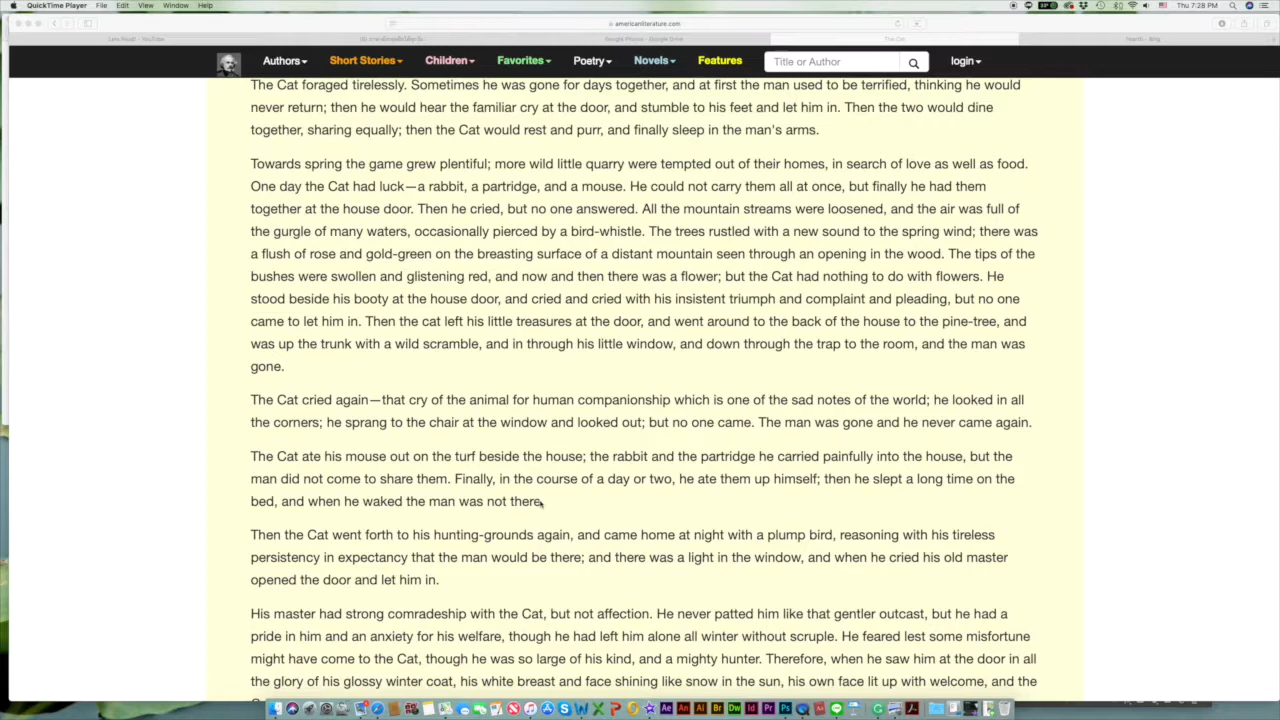 QuickTime Player File Edit View Window Help
Thu 7:28 PM
americanliterature.com
Lets Read! - YouTube
Google Photos - Google Drive
The Cat
hearth - Bing
Authors Short Stories Children Favorites Poetry Novels Features Title or Author login
The Cat foraged tirelessly. Sometimes he was gone for days together, and at first the man used to be terrified, thinking he would
never return; then he would hear the familiar cry at the door, and stumble to his feet and let him in. Then the two would dine
together, sharing equally; then the Cat would rest and purr, and finally sleep in the man's arms.
Towards spring the game grew plentiful; more wild little quarry were tempted out of their homes, in search of love as well as food.
One day the Cat had luck—a rabbit, a partridge, and a mouse. He could not carry them all at once, but finally he had them
together at the house door. Then he cried, but no one answered. All the mountain streams were loosened, and the air was full of
the gurgle of many waters, occasionally pierced by a bird-whistle. The trees rustled with a new sound to the spring wind; there was
a flush of rose and gold-green on the breasting surface of a distant mountain seen through an opening in the wood. The tips of the
bushes were swollen and glistening red, and now and then there was a flower; but the Cat had nothing to do with flowers. He
stood beside his booty at the house door, and cried and cried with his insistent triumph and complaint and pleading, but no one
came to let him in. Then the cat left his little treasures at the door, and went around to the back of the house to the pine-tree, and
was up the trunk with a wild scramble, and in through his little window, and down through the trap to the room, and the man was
gone.
The Cat cried again—that cry of the animal for human companionship which is one of the sad notes of the world; he looked in all
the corners; he sprang to the chair at the window and looked out; but no one came. The man was gone and he never came again.
The Cat ate his mouse out on the turf beside the house; the rabbit and the partridge he carried painfully into the house, but the
man did not come to share them. Finally, in the course of a day or two, he ate them up himself; then he slept a long time on the
bed, and when he waked the man was not there.
Then the Cat went forth to his hunting-grounds again, and came home at night with a plump bird, reasoning with his tireless
persistency in expectancy that the man would be there; and there was a light in the window, and when he cried his old master
opened the door and let him in.
His master had strong comradeship with the Cat, but not affection. He never patted him like that gentler outcast, but he had a
pride in him and an anxiety for his welfare, though he had left him alone all winter without scruple. He feared lest some misfortune
might have come to the Cat, though he was so large of his kind, and a mighty hunter. Therefore, when he saw him at the door in all
the glory of his glossy winter coat, his white breast and face shining like snow in the sun, his own face lit up with welcome, and the